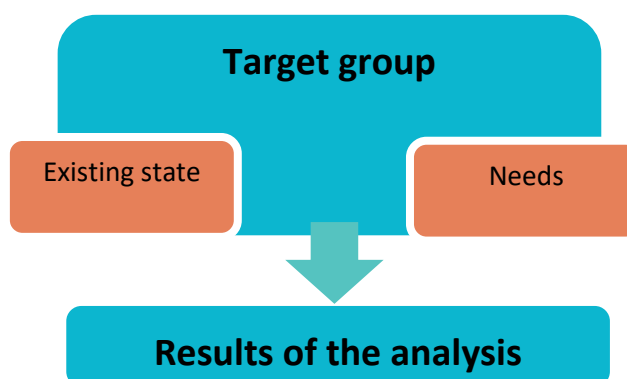 Target group
Existing state
Needs
Results of the analysis